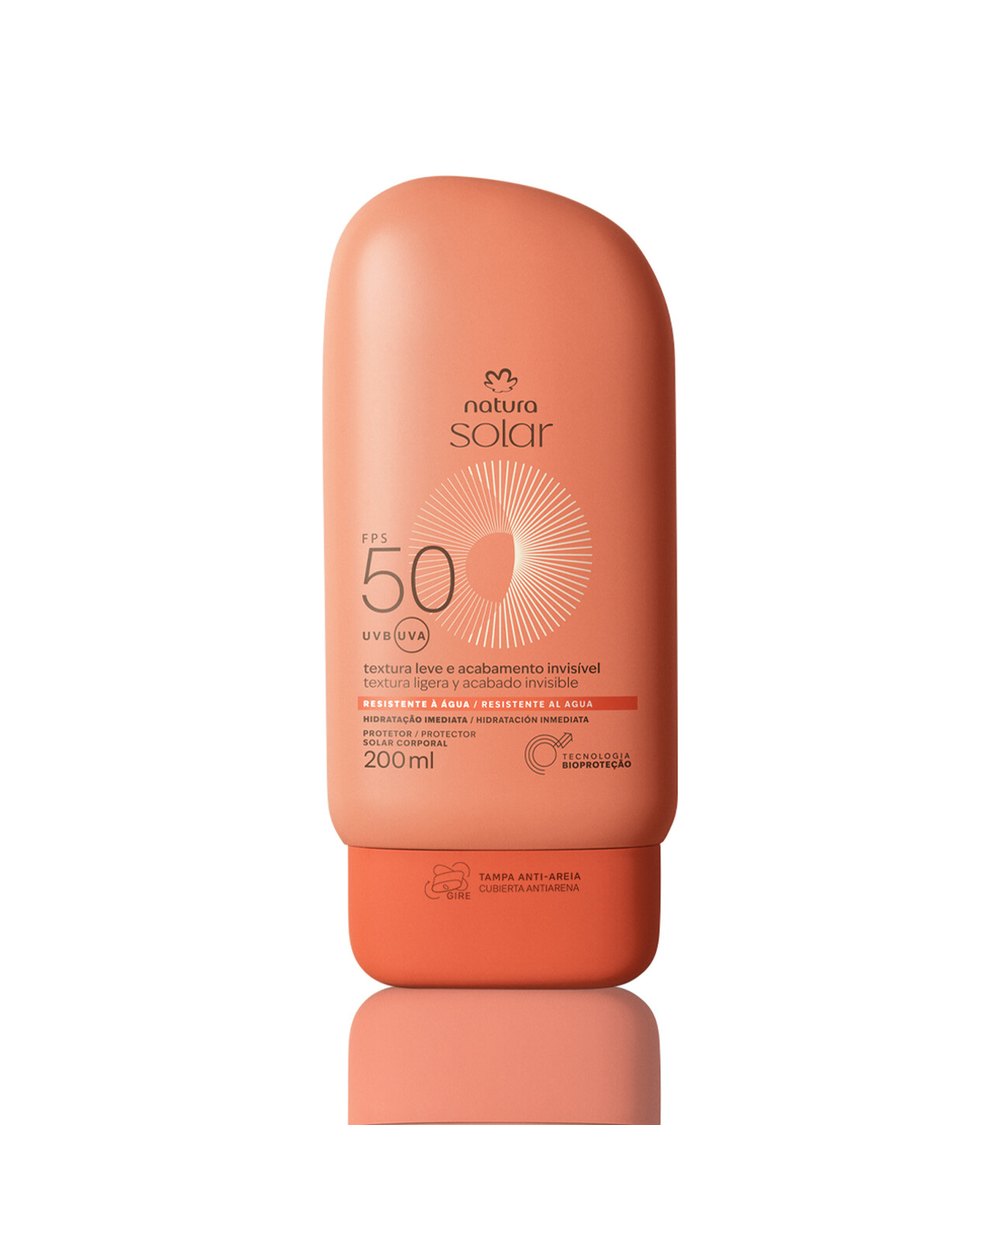 natura
solar
FPS
50
UVB UVA
textura leve e acabamento invisível
textura ligera y acabado invisible
RESISTENTE À ÁGUA / RESISTENTE AL AGUA
HIDRATAÇÃO IMEDIATA / HIDRATACIÓN INMEDIATA
PROTETOR / PROTECTOR
SOLAR CORPORAL
200ml
TECNOLOGIA
BIOPROTEÇÃO
GIRE
TAMPA ANTI-AREIA
CUBIERTA ANTIARENA